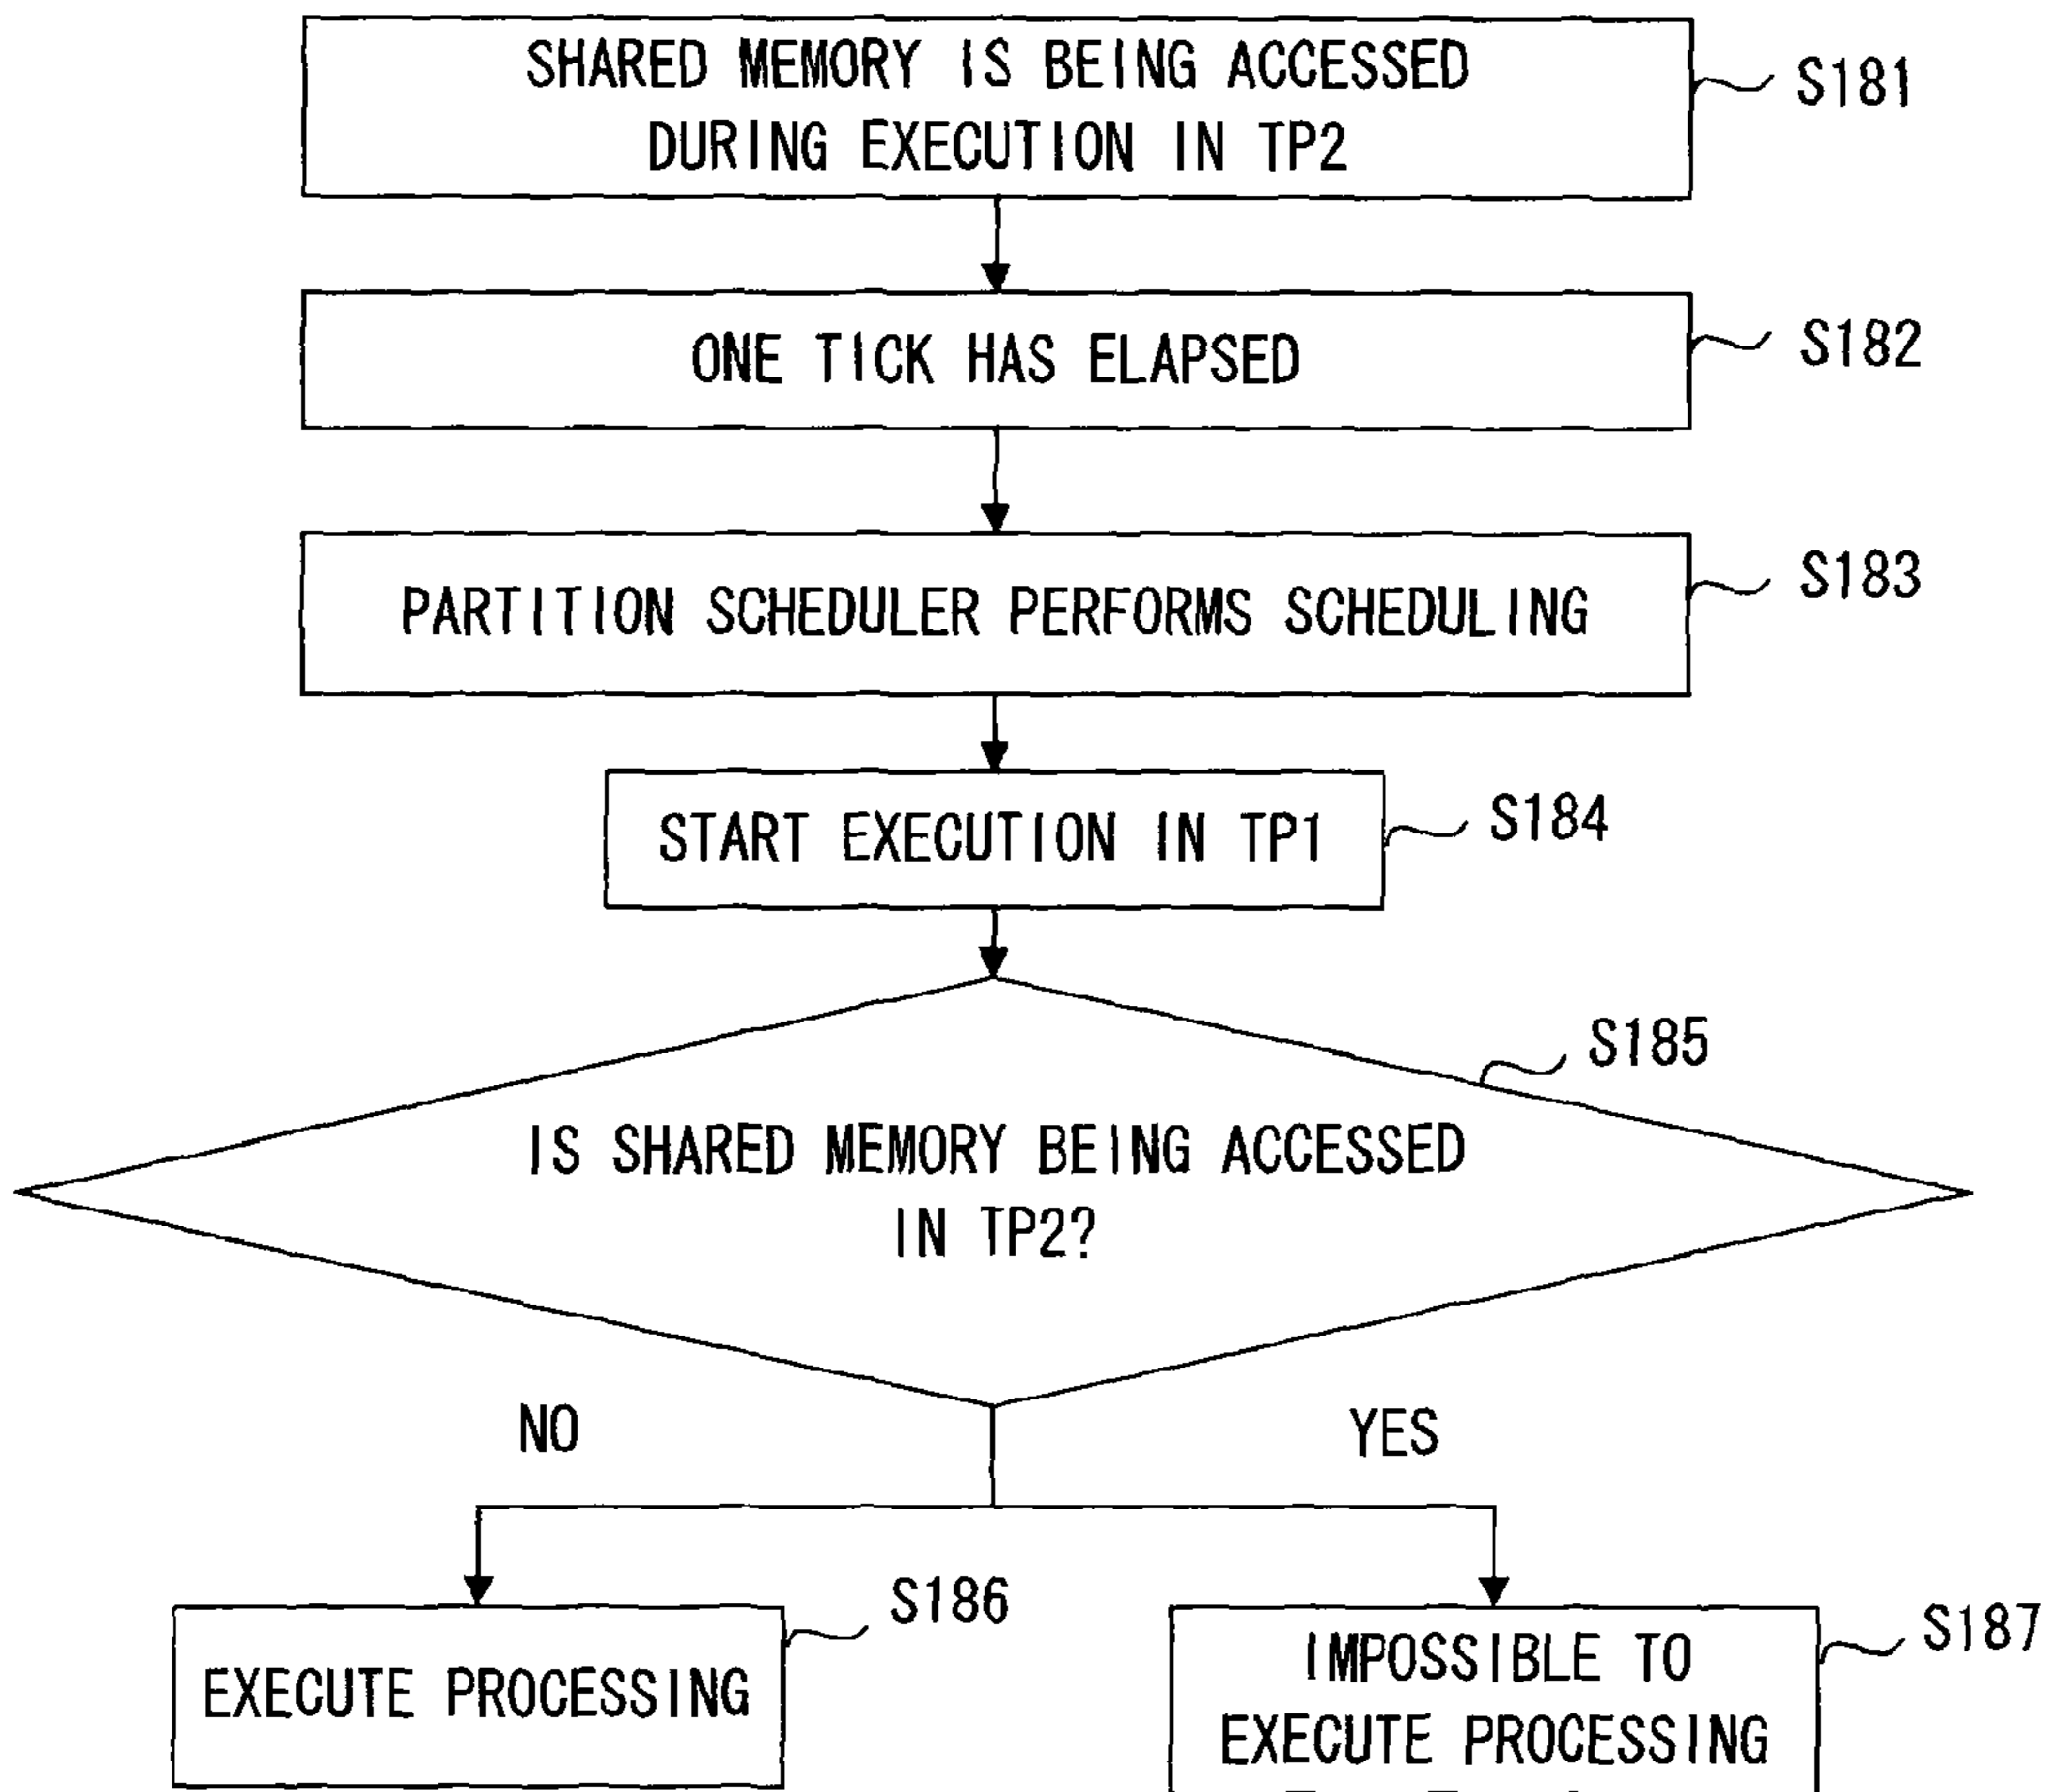 SHARED MEMORY IS BEING ACCESSED
DURING EXECUTION IN TP2
S181
ONE TICK HAS ELAPSED
S182
PARTITION SCHEDULER PERFORMS SCHEDULING
S183
START EXECUTION IN TP1
S184
S185
IS SHARED MEMORY BEING ACCESSED
IN TP2?
NO
YES
S186
EXECUTE PROCESSING
S187
IMPOSSIBLE TO
EXECUTE PROCESSING